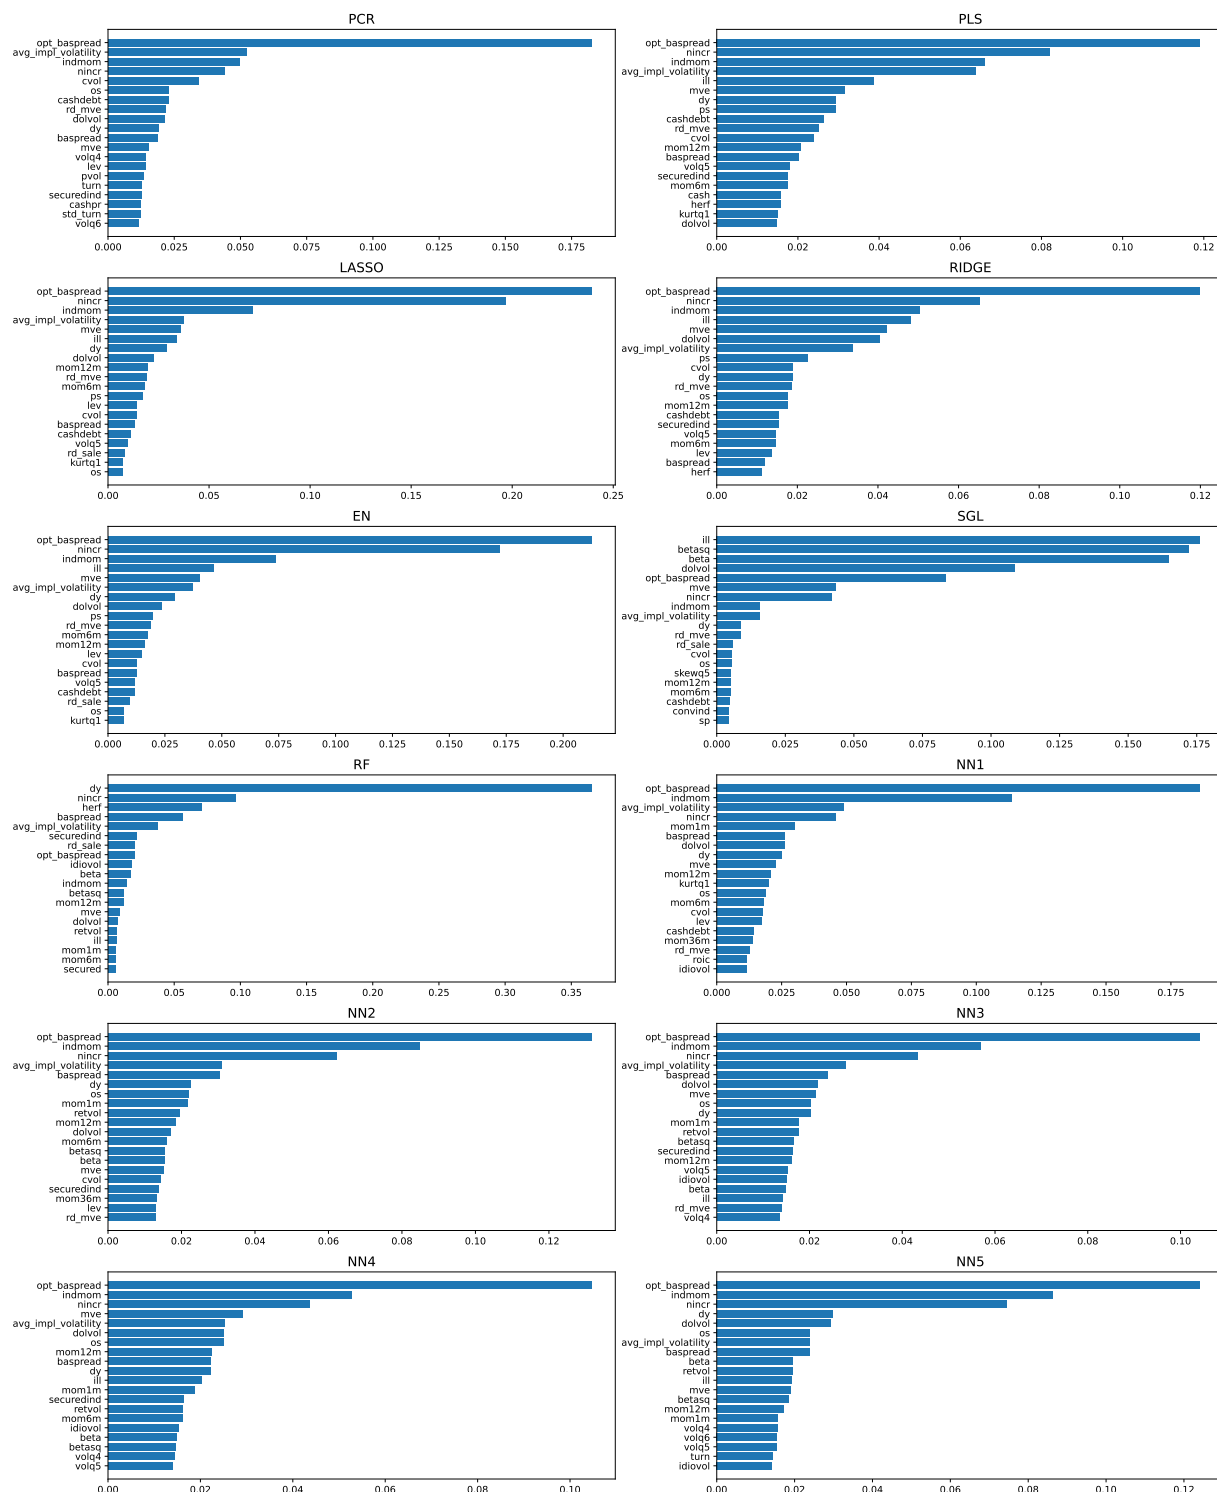 PCR
opt_baspread
avg_impl_volatility
indmom
nincr
cvol
os
cashdebt
rd_mve
dolvol
dy
baspread
mve
volq4
lev
pvol
turn
securedind
cashpr
std_turn
volq6
0.000 0.025 0.050 0.075 0.100 0.125 0.150 0.175
PLS
opt_baspread
nincr
indmom
avg_impl_volatility
ill
mve
dy
ps
cashdebt
rd_mve
cvol
mom12m
baspread
volq5
securedind
mom6m
cash
herf
kurtq1
dolvol
0.00 0.02 0.04 0.06 0.08 0.10 0.12
LASSO
opt_baspread
nincr
indmom
avg_impl_volatility
mve
ill
dy
dolvol
mom12m
rd_mve
mom6m
ps
lev
cvol
baspread
cashdebt
volq5
rd_sale
kurtq1
os
0.00 0.05 0.10 0.15 0.20 0.25
RIDGE
opt_baspread
nincr
indmom
ill
mve
dolvol
avg_impl_volatility
ps
cvol
dy
rd_mve
os
mom12m
cashdebt
securedind
volq5
mom6m
lev
baspread
herf
0.00 0.02 0.04 0.06 0.08 0.10 0.12
EN
opt_baspread
nincr
indmom
ill
mve
avg_impl_volatility
dy
dolvol
ps
rd_mve
mom6m
mom12m
lev
cvol
baspread
volq5
cashdebt
rd_sale
os
kurtq1
0.000 0.025 0.050 0.075 0.100 0.125 0.150 0.175 0.200
SGL
ill
betasq
beta
dolvol
opt_baspread
mve
nincr
indmom
avg_impl_volatility
dy
rd_mve
rd_sale
cvol
os
skewq5
mom12m
mom6m
cashdebt
convind
sp
0.000 0.025 0.050 0.075 0.100 0.125 0.150 0.175
RF
dy
nincr
herf
baspread
avg_impl_volatility
securedind
rd_sale
opt_baspread
idiovol
beta
indmom
betasq
mom12m
mve
dolvol
retvol
ill
mom1m
mom6m
secured
0.00 0.05 0.10 0.15 0.20 0.25 0.30 0.35
NN1
opt_baspread
indmom
avg_impl_volatility
nincr
mom1m
baspread
dolvol
dy
mve
mom12m
kurtq1
os
mom6m
cvol
lev
cashdebt
mom36m
rd_mve
roic
idiovol
0.000 0.025 0.050 0.075 0.100 0.125 0.150 0.175
NN2
opt_baspread
indmom
nincr
avg_impl_volatility
baspread
dy
os
mom1m
retvol
mom12m
dolvol
mom6m
betasq
beta
mve
cvol
securedind
mom36m
lev
rd_mve
0.00 0.02 0.04 0.06 0.08 0.10 0.12
NN3
opt_baspread
indmom
nincr
avg_impl_volatility
baspread
dolvol
mve
os
dy
mom1m
retvol
betasq
securedind
mom12m
volq5
idiovol
beta
ill
rd_mve
volq4
0.00 0.02 0.04 0.06 0.08 0.10
NN4
opt_baspread
indmom
nincr
mve
avg_impl_volatility
dolvol
os
mom12m
baspread
dy
ill
mom1m
securedind
retvol
mom6m
idiovol
beta
betasq
volq4
volq5
0.00 0.02 0.04 0.06 0.08 0.10
NN5
opt_baspread
indmom
nincr
dy
dolvol
os
avg_impl_volatility
baspread
beta
retvol
ill
mve
betasq
mom12m
mom1m
volq4
volq6
volq5
turn
idiovol
0.00 0.02 0.04 0.06 0.08 0.10 0.12